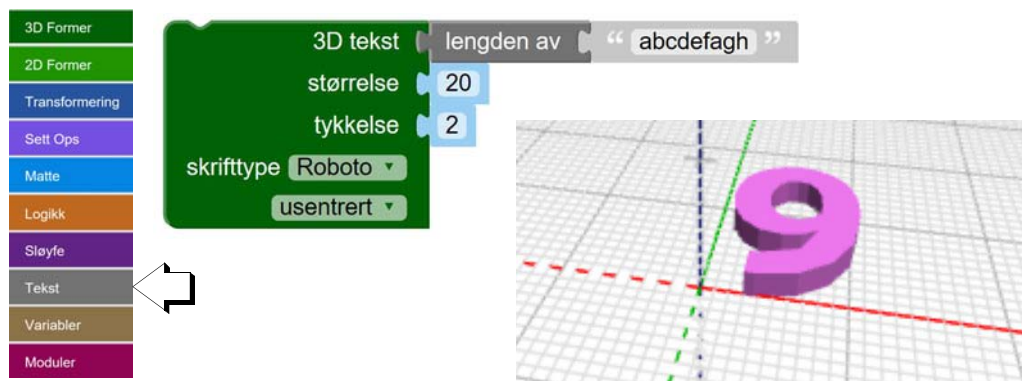 3D Former
2D Former
Transformering
Sett Ops
Matte
Logikk
Sløyfe
Tekst
Variabler
Moduler
3D tekst lengden av “ abcdefagh ”
størrelse 20
tykkelse 2
skrifttype Roboto ▾
usentrert ▾
9